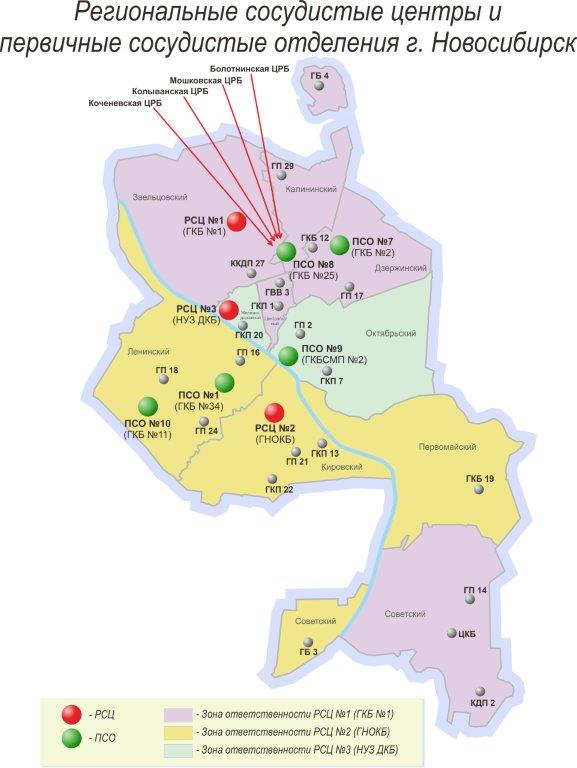 Региональные сосудистые центры и
первичные сосудистые отделения г. Новосибирск
Болотнинская ЦРБ
Мошковская ЦРБ
Колыванская ЦРБ
Коченевская ЦРБ
ГБ 4
ГП 29
Заельцовский
Калининский
РСЦ №1
(ГКБ №1)
ГКБ 12
ПСО №7
(ГКБ №2)
ПСО №8
(ГКБ №25)
Дзержинский
ККДП 27
ГВВ 3
ГП 17
ГКП 1
РСЦ №3
(НУЗ ДКБ)
Железно-
дорожный
Центральный
ГКП 20
ГП 2
Октябрьский
ПСО №9
(ГКБСМП №2)
ГКП 7
Ленинский
ГП 16
ГП 18
ПСО №1
(ГКБ №34)
ПСО №10
(ГКБ №11)
ГП 24
РСЦ №2
(ГНОКБ)
ГКП 13
ГП 21
Кировский
ГКП 22
Первомайский
ГКБ 19
Советский
ГБ 3
Советский
ГП 14
ЦКБ
КДП 2
- РСЦ
- ПСО
- Зона ответственности РСЦ №1 (ГКБ №1)
- Зона ответственности РСЦ №2 (ГНОКБ)
- Зона ответственности РСЦ №3 (НУЗ ДКБ)